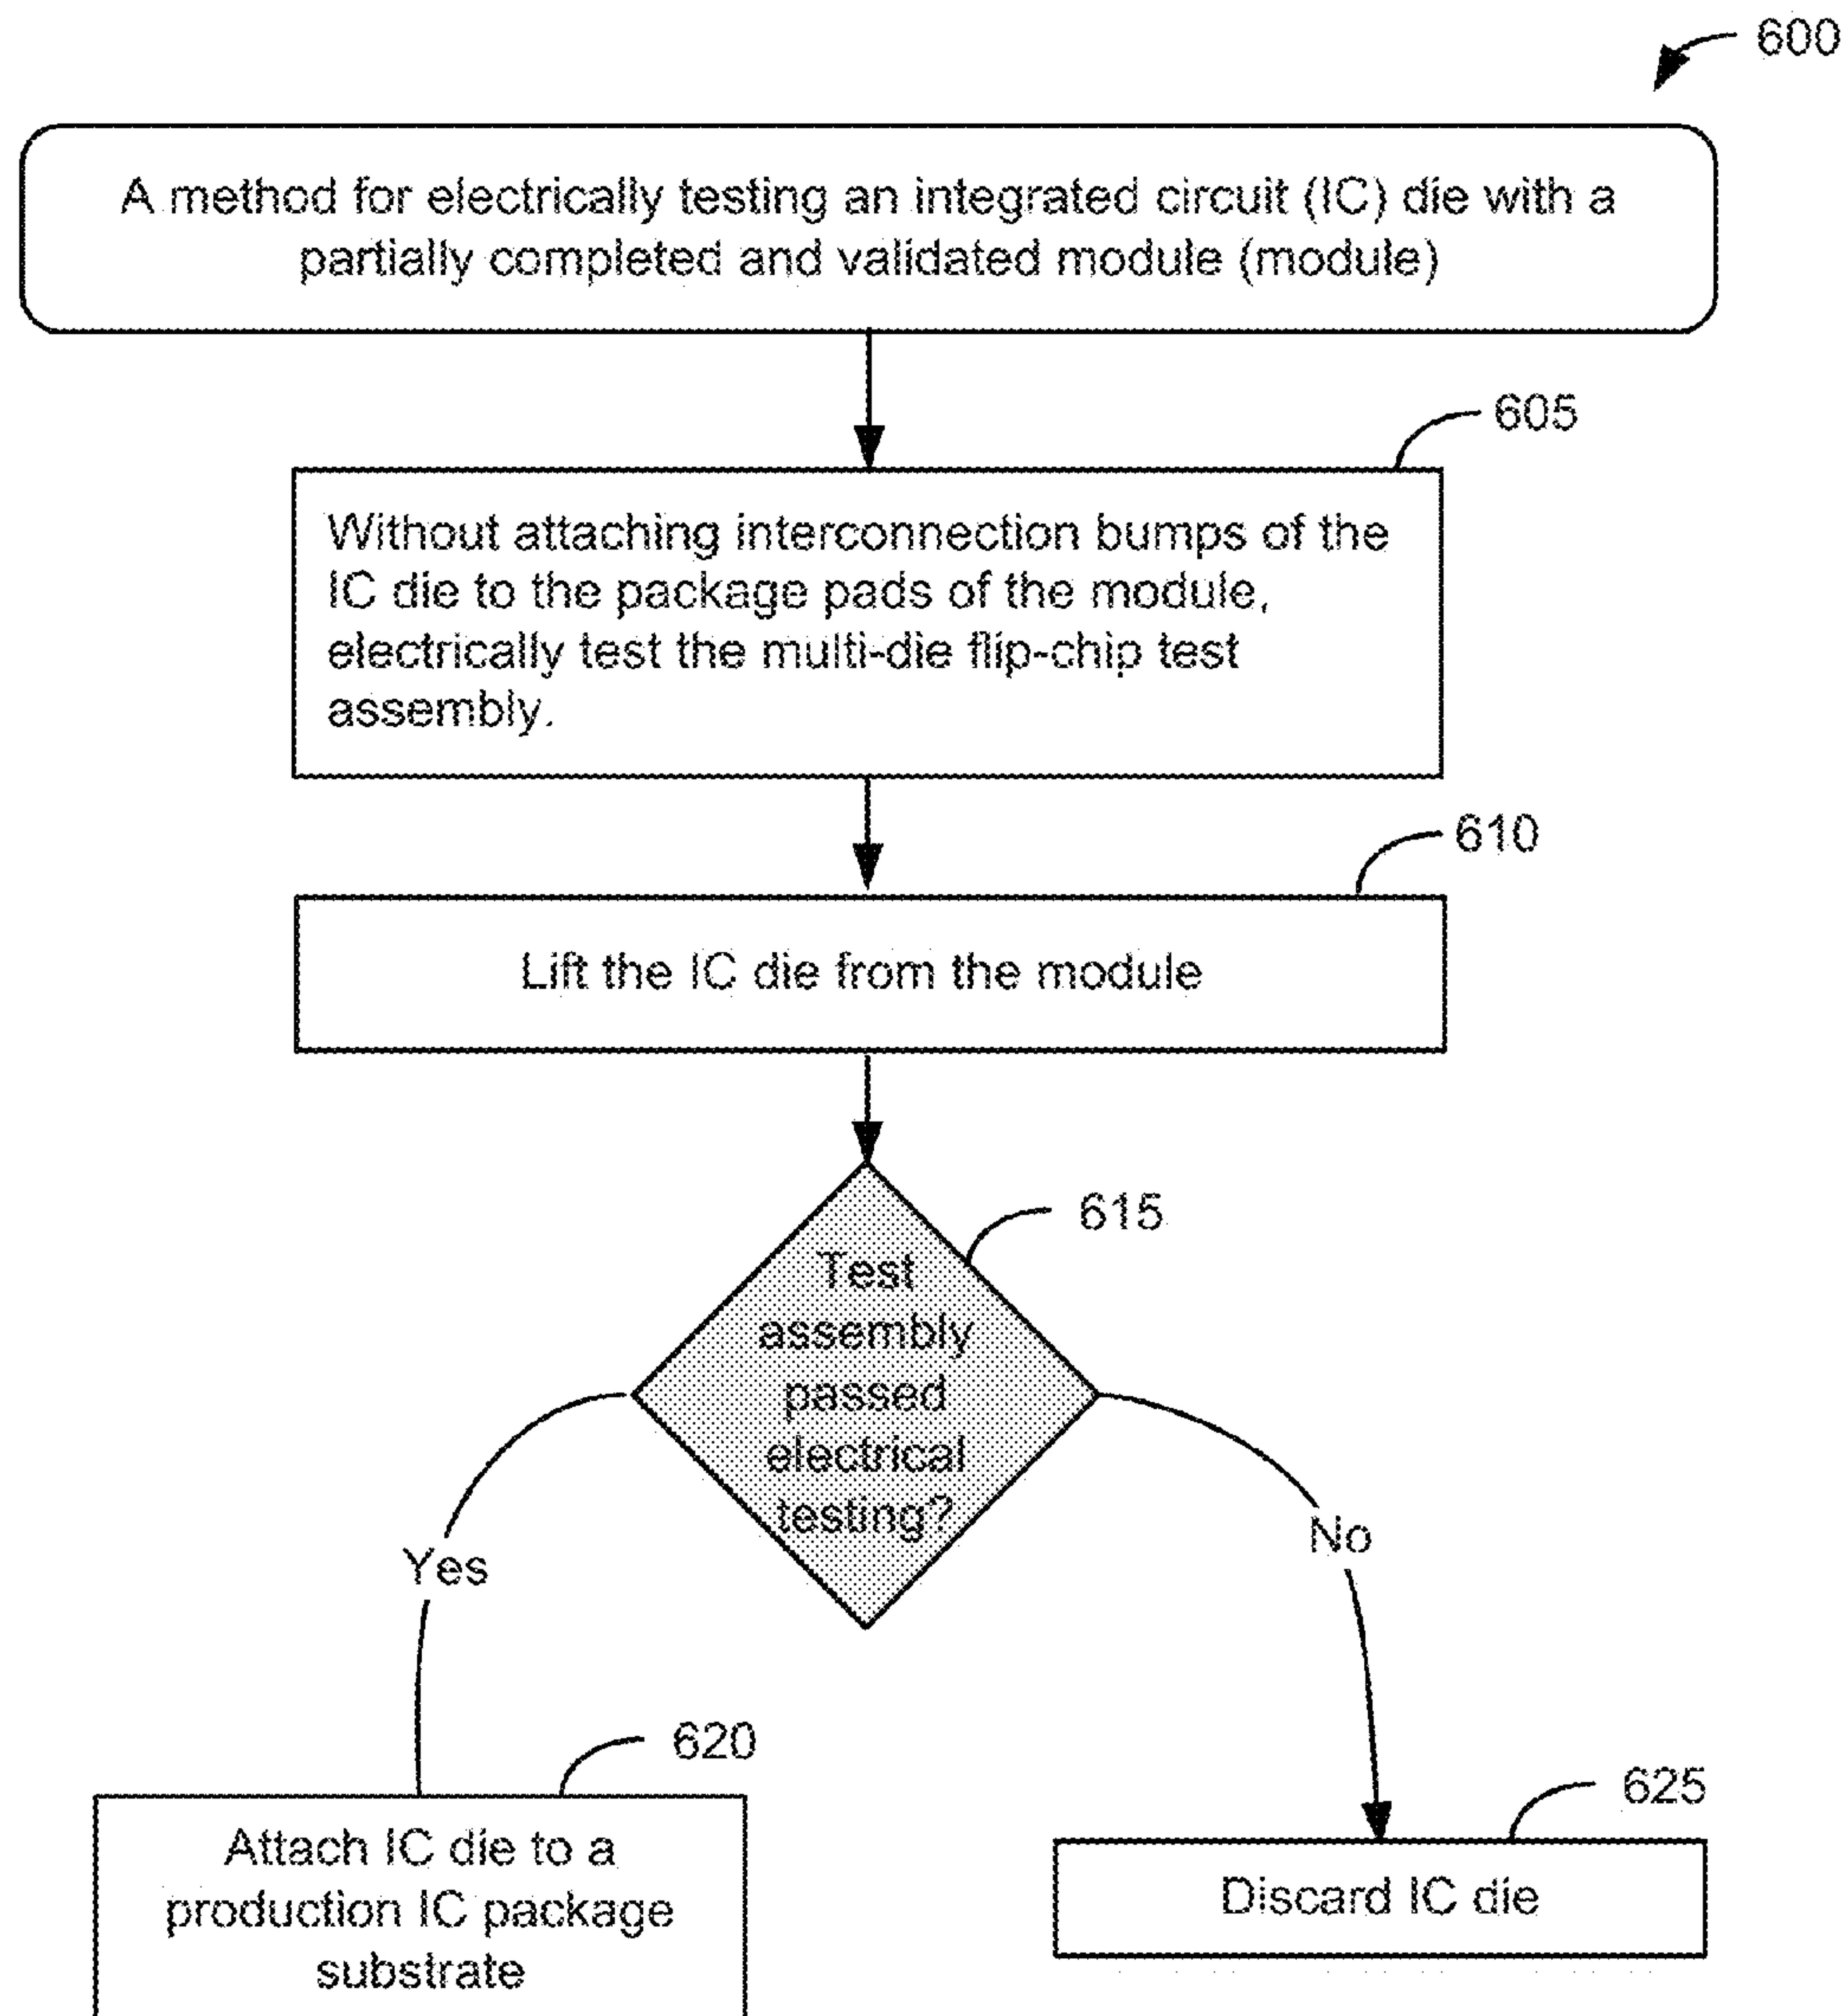 600
A method for electrically testing an integrated circuit (IC) die with a
partially completed and validated module (module)
605
Without attaching interconnection bumps of the
IC die to the package pads of the module,
electrically test the multi-die flip-chip test
assembly.
610
Lift the IC die from the module
615
Test
assembly
passed
electrical
testing?
Yes
No
620
Attach IC die to a
production IC package
substrate
625
Discard IC die